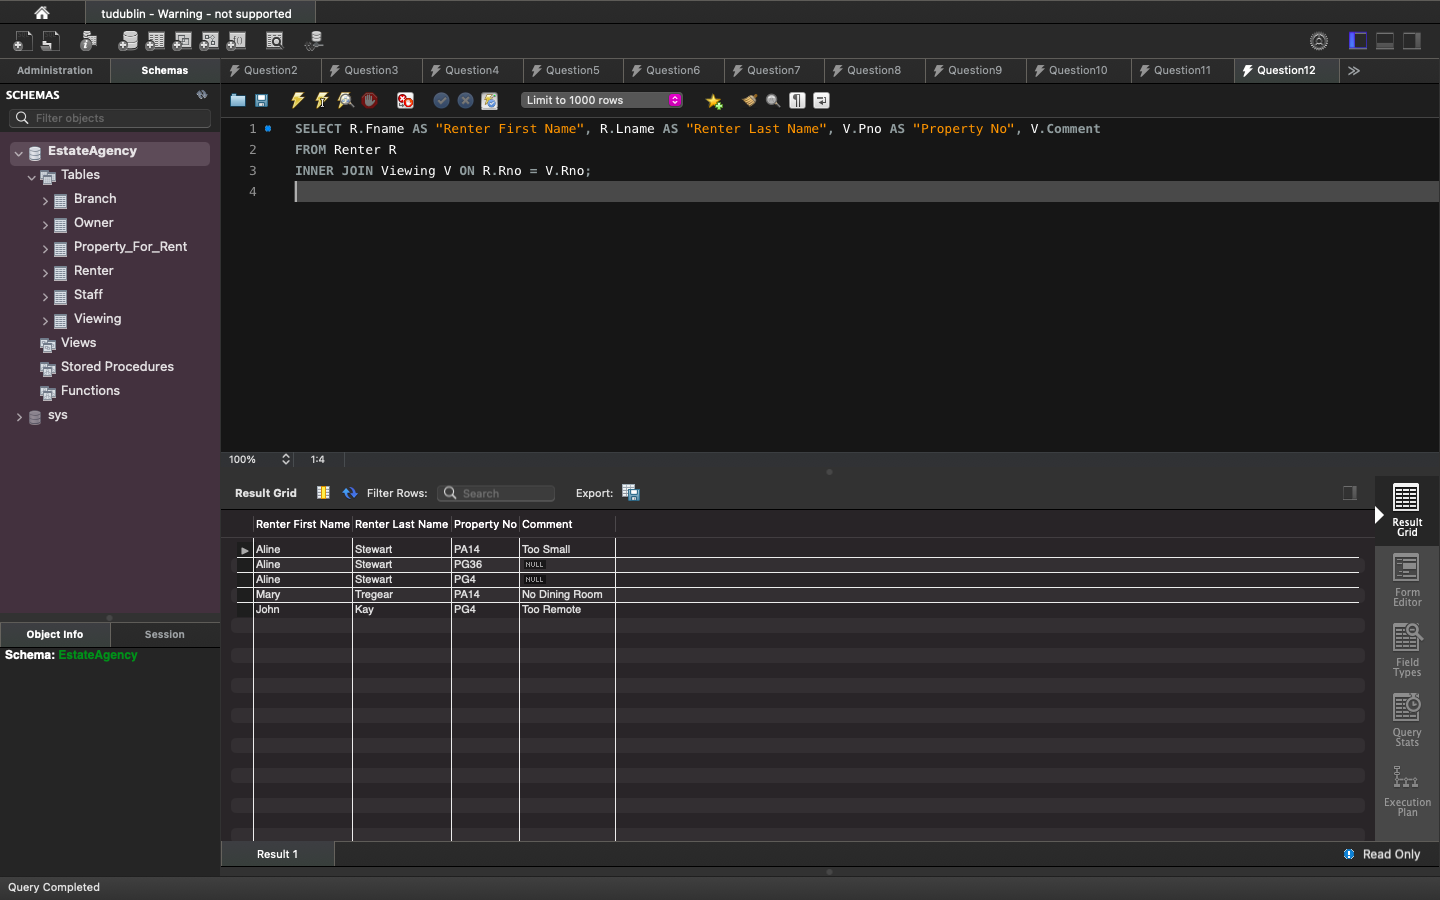 tudublin - Warning - not supported
Administration
Schemas
Question2
Question3
Question4
Question5
Question6
Question7
Question8
Question9
Question10
Question11
Question12
SCHEMAS
Filter objects
EstateAgency
Tables
Branch
Owner
Property_For_Rent
Renter
Staff
Viewing
Views
Stored Procedures
Functions
sys
Object Info
Session
Schema: EstateAgency
Limit to 1000 rows
1 SELECT R.Fname AS "Renter First Name", R.Lname AS "Renter Last Name", V.Pno AS "Property No", V.Comment
2 FROM Renter R
3 INNER JOIN Viewing V ON R.Rno = V.Rno;
4
100% 1:4
Result Grid Filter Rows: Search Export:
Renter First Name Renter Last Name Property No Comment
Aline Stewart PA14 Too Small
Aline Stewart PG36 NULL
Aline Stewart PG4 NULL
Mary Tregear PA14 No Dining Room
John Kay PG4 Too Remote
Result
Grid
Form
Editor
Field
Types
Query
Stats
Execution
Plan
Result 1
Read Only
Query Completed